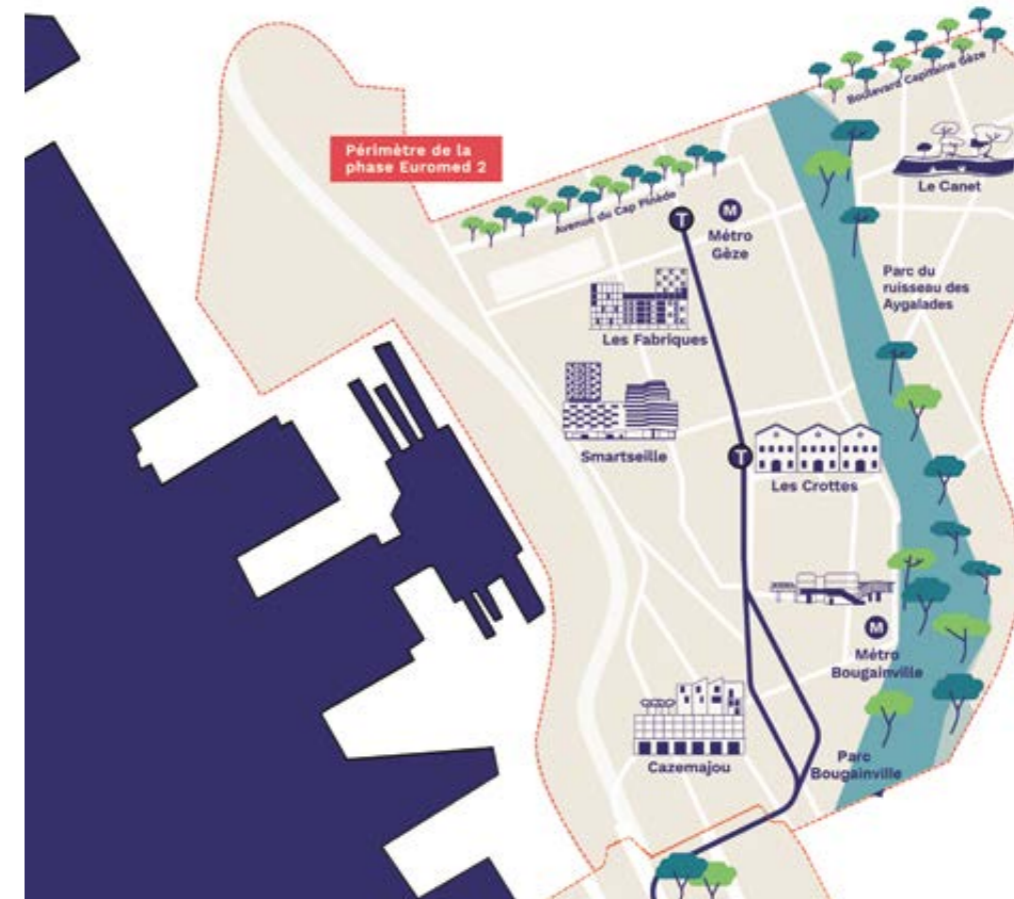 Boulevard Capitaine Gèze
Périmètre de la
phase Euromed 2
Le Canet
Avenue du Cap Pinède
T
M
Métro
Gèze
Parc du
ruisseau des
Aygalades
Les Fabriques
Smartseille
T
Les Crottes
M
Métro
Bougainville
Cazemajou
Parc
Bougainville